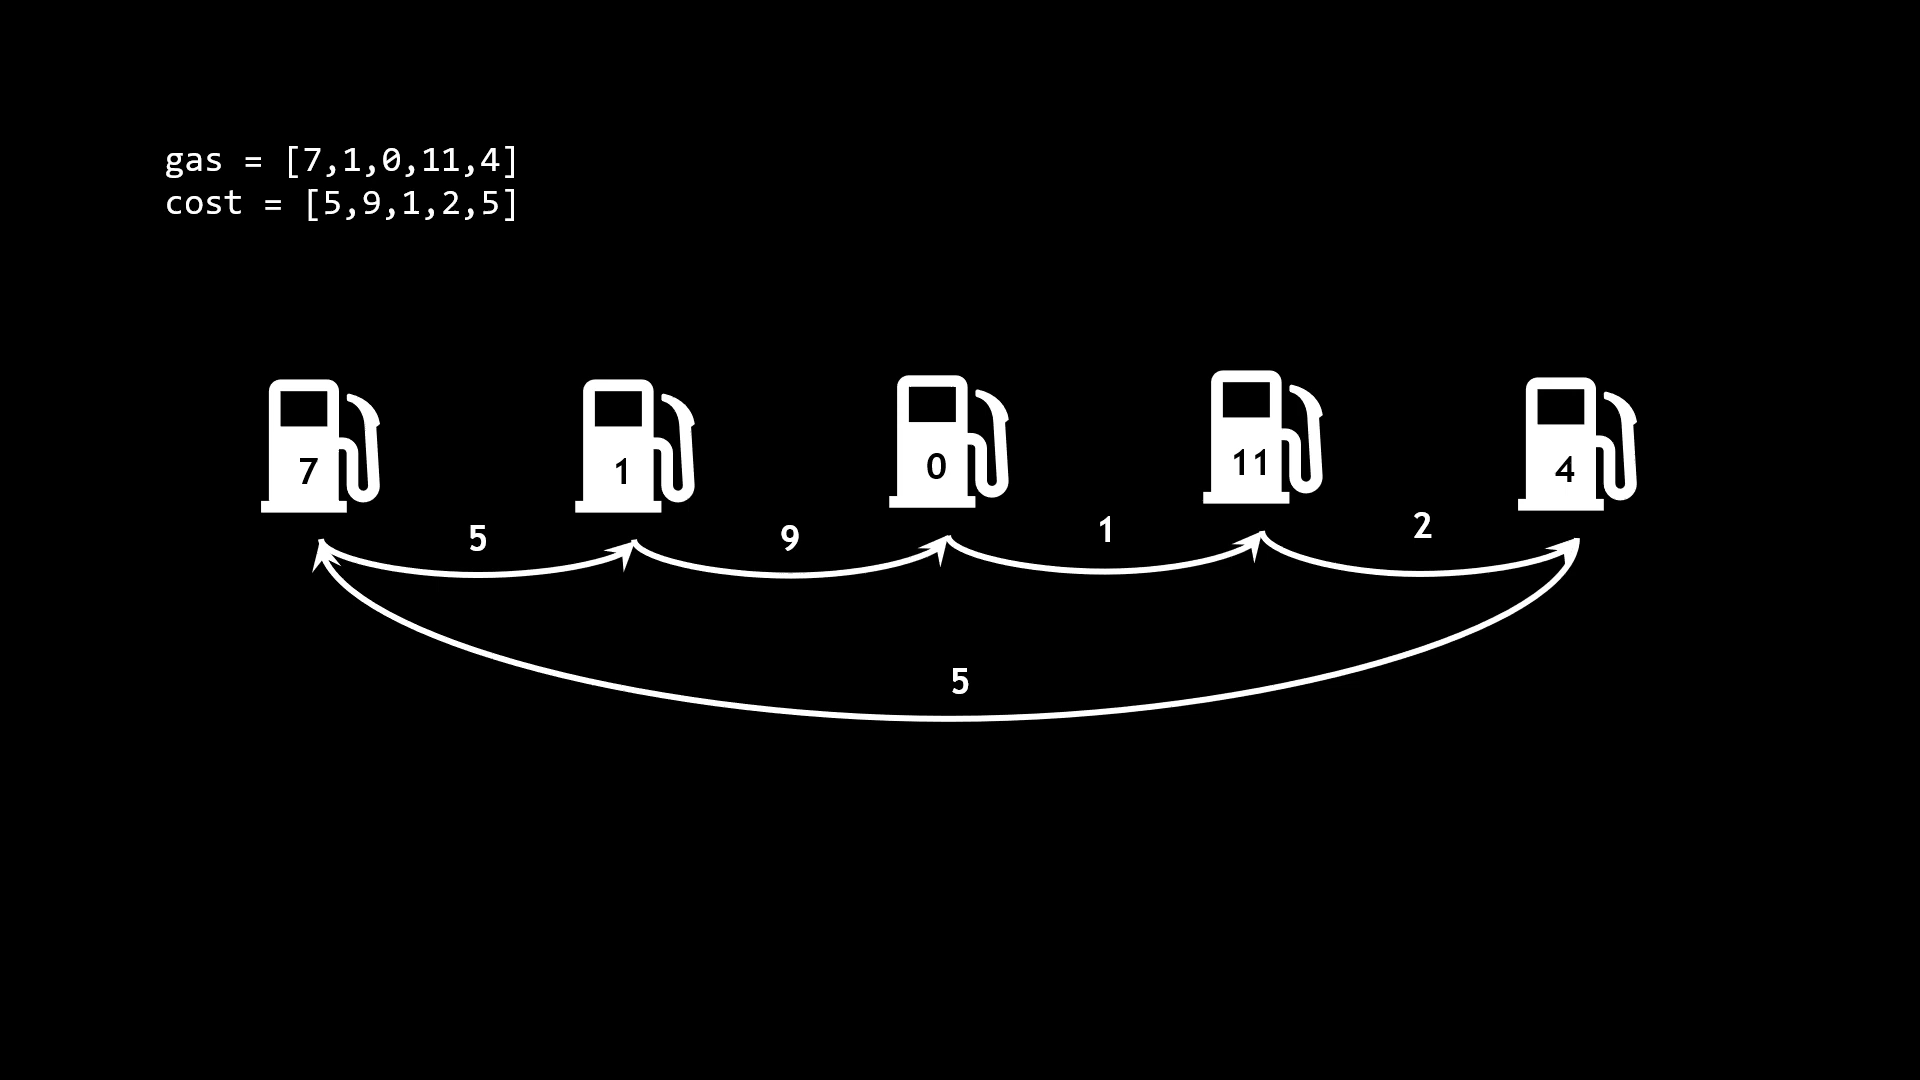 gas = [7,1,0,11,4]
cost = [5,9,1,2,5]
7 1 0 11 4
5 9 1 2
5